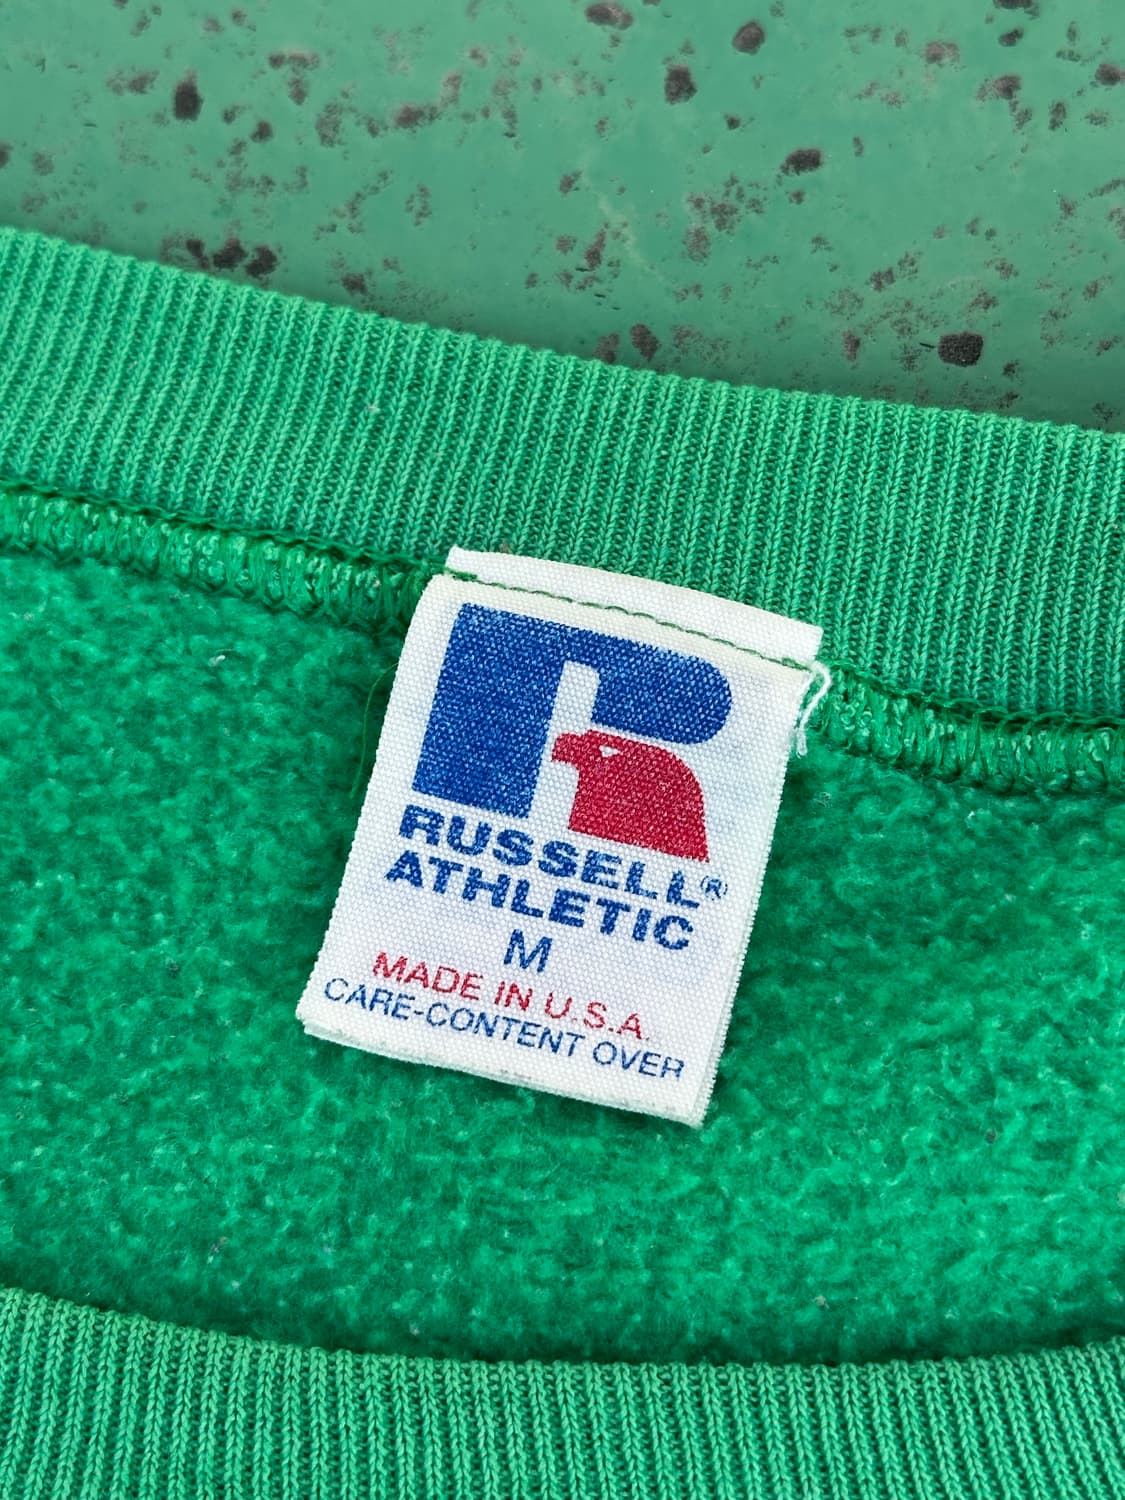 RUSSELL®
ATHLETIC
M
MADE IN U.S.A.
CARE-CONTENT OVER